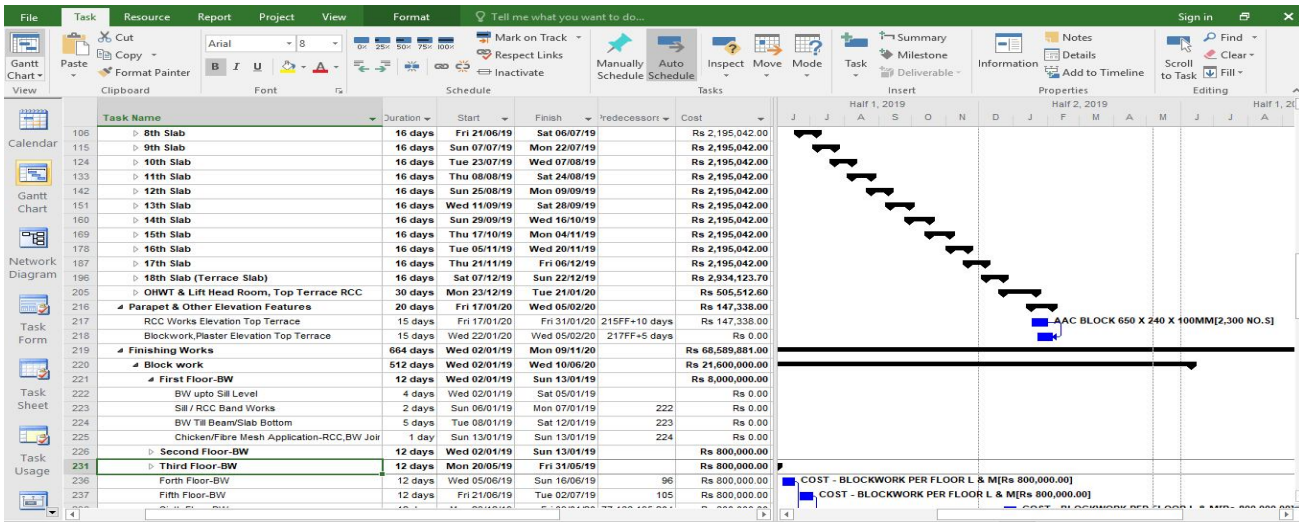 File Task Resource Report Project View Format Tell me what you want to do... Sign in
Cut
Copy
Format Painter
Paste
Gantt Chart
View
Clipboard
Arial 8
B I U A
Font
0% 25% 50% 75% 100%
Mark on Track
Respect Links
Inactivate
Schedule
Manually Schedule
Auto Schedule
Inspect Move Mode
Tasks
Task
Summary
Milestone
Deliverable
Insert
Information
Notes
Details
Add to Timeline
Properties
Scroll to Task
Find
Clear
Fill
Editing
Calendar
Gantt Chart
Network Diagram
Task Form
Task Sheet
Task Usage
Half 1, 2019 Half 2, 2019
Task Name Duration Start Finish Predecessors Cost J J A S O N D J F M A M J J A
106 8th Slab 16 days Fri 21/06/19 Sat 06/07/19 Rs 2,195,042.00
115 9th Slab 16 days Sun 07/07/19 Mon 22/07/19 Rs 2,195,042.00
124 10th Slab 16 days Tue 23/07/19 Wed 07/08/19 Rs 2,195,042.00
133 11th Slab 16 days Thu 08/08/19 Sat 24/08/19 Rs 2,195,042.00
142 12th Slab 16 days Sun 25/08/19 Mon 09/09/19 Rs 2,195,042.00
151 13th Slab 16 days Wed 11/09/19 Sat 28/09/19 Rs 2,195,042.00
160 14th Slab 16 days Sun 29/09/19 Wed 16/10/19 Rs 2,195,042.00
169 15th Slab 16 days Thu 17/10/19 Mon 04/11/19 Rs 2,195,042.00
178 16th Slab 16 days Tue 05/11/19 Wed 20/11/19 Rs 2,195,042.00
187 17th Slab 16 days Thu 21/11/19 Fri 06/12/19 Rs 2,195,042.00
196 18th Slab (Terrace Slab) 16 days Sat 07/12/19 Sun 22/12/19 Rs 2,934,123.70
205 OHWT & Lift Head Room, Top Terrace RCC 30 days Mon 23/12/19 Tue 21/01/20 Rs 505,512.60
216 Parapet & Other Elevation Features 20 days Fri 17/01/20 Wed 05/02/20 Rs 147,338.00
217 RCC Works Elevation Top Terrace 15 days Fri 17/01/20 Fri 31/01/20 215FF+10 days Rs 147,338.00 AAC BLOCK 650 X 240 X 100MM[2,300 NO.S]
218 Blockwork,Plaster Elevation Top Terrace 15 days Wed 22/01/20 Wed 05/02/20 217FF+5 days Rs 0.00
219 Finishing Works 664 days Wed 02/01/19 Mon 09/11/20 Rs 68,589,881.00
220 Block work 512 days Wed 02/01/19 Wed 10/06/20 Rs 21,600,000.00
221 First Floor-BW 12 days Wed 02/01/19 Sun 13/01/19 Rs 8,000,000.00
222 BW upto Sill Level 4 days Wed 02/01/19 Sat 05/01/19 Rs 0.00
223 Sill / RCC Band Works 2 days Sun 06/01/19 Mon 07/01/19 222 Rs 0.00
224 BW Till Beam/Slab Bottom 5 days Tue 08/01/19 Sat 12/01/19 223 Rs 0.00
225 Chicken/Fibre Mesh Application-RCC,BW Joir 1 day Sun 13/01/19 Sun 13/01/19 224 Rs 0.00
226 Second Floor-BW 12 days Wed 02/01/19 Sun 13/01/19 Rs 800,000.00
231 Third Floor-BW 12 days Mon 20/05/19 Fri 31/05/19 Rs 800,000.00
236 Forth Floor-BW 12 days Wed 05/06/19 Sun 16/06/19 96 Rs 800,000.00 COST - BLOCKWORK PER FLOOR L & M[Rs 800,000.00]
237 Fifth Floor-BW 12 days Fri 21/06/19 Tue 02/07/19 105 Rs 800,000.00 COST - BLOCKWORK PER FLOOR L & M[Rs 800,000.00]